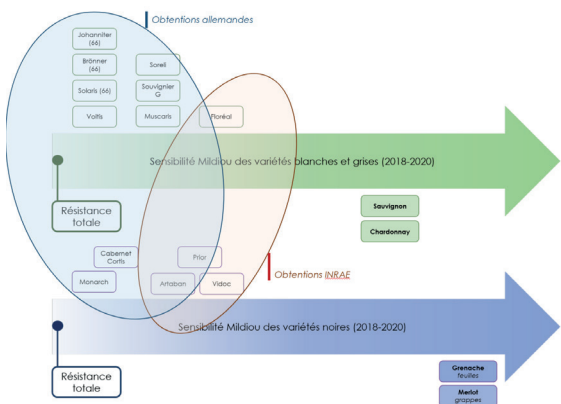 Obtentions allemandes
Johanniter
(66)
Brönner
(66)
Soreli
Solaris (66)
Souvignier
G
Voltis
Muscaris
Floréal
Sensibilité Mildiou des variétés blanches et grises (2018-2020)
Résistance
totale
Sauvignon
Chardonnay
Cabernet
Cortis
Prior
Monarch
Artaban
Vidoc
Obtentions INRAE
Sensibilité Mildiou des variétés noires (2018-2020)
Résistance
totale
Grenache
feuilles
Merlot
grappes